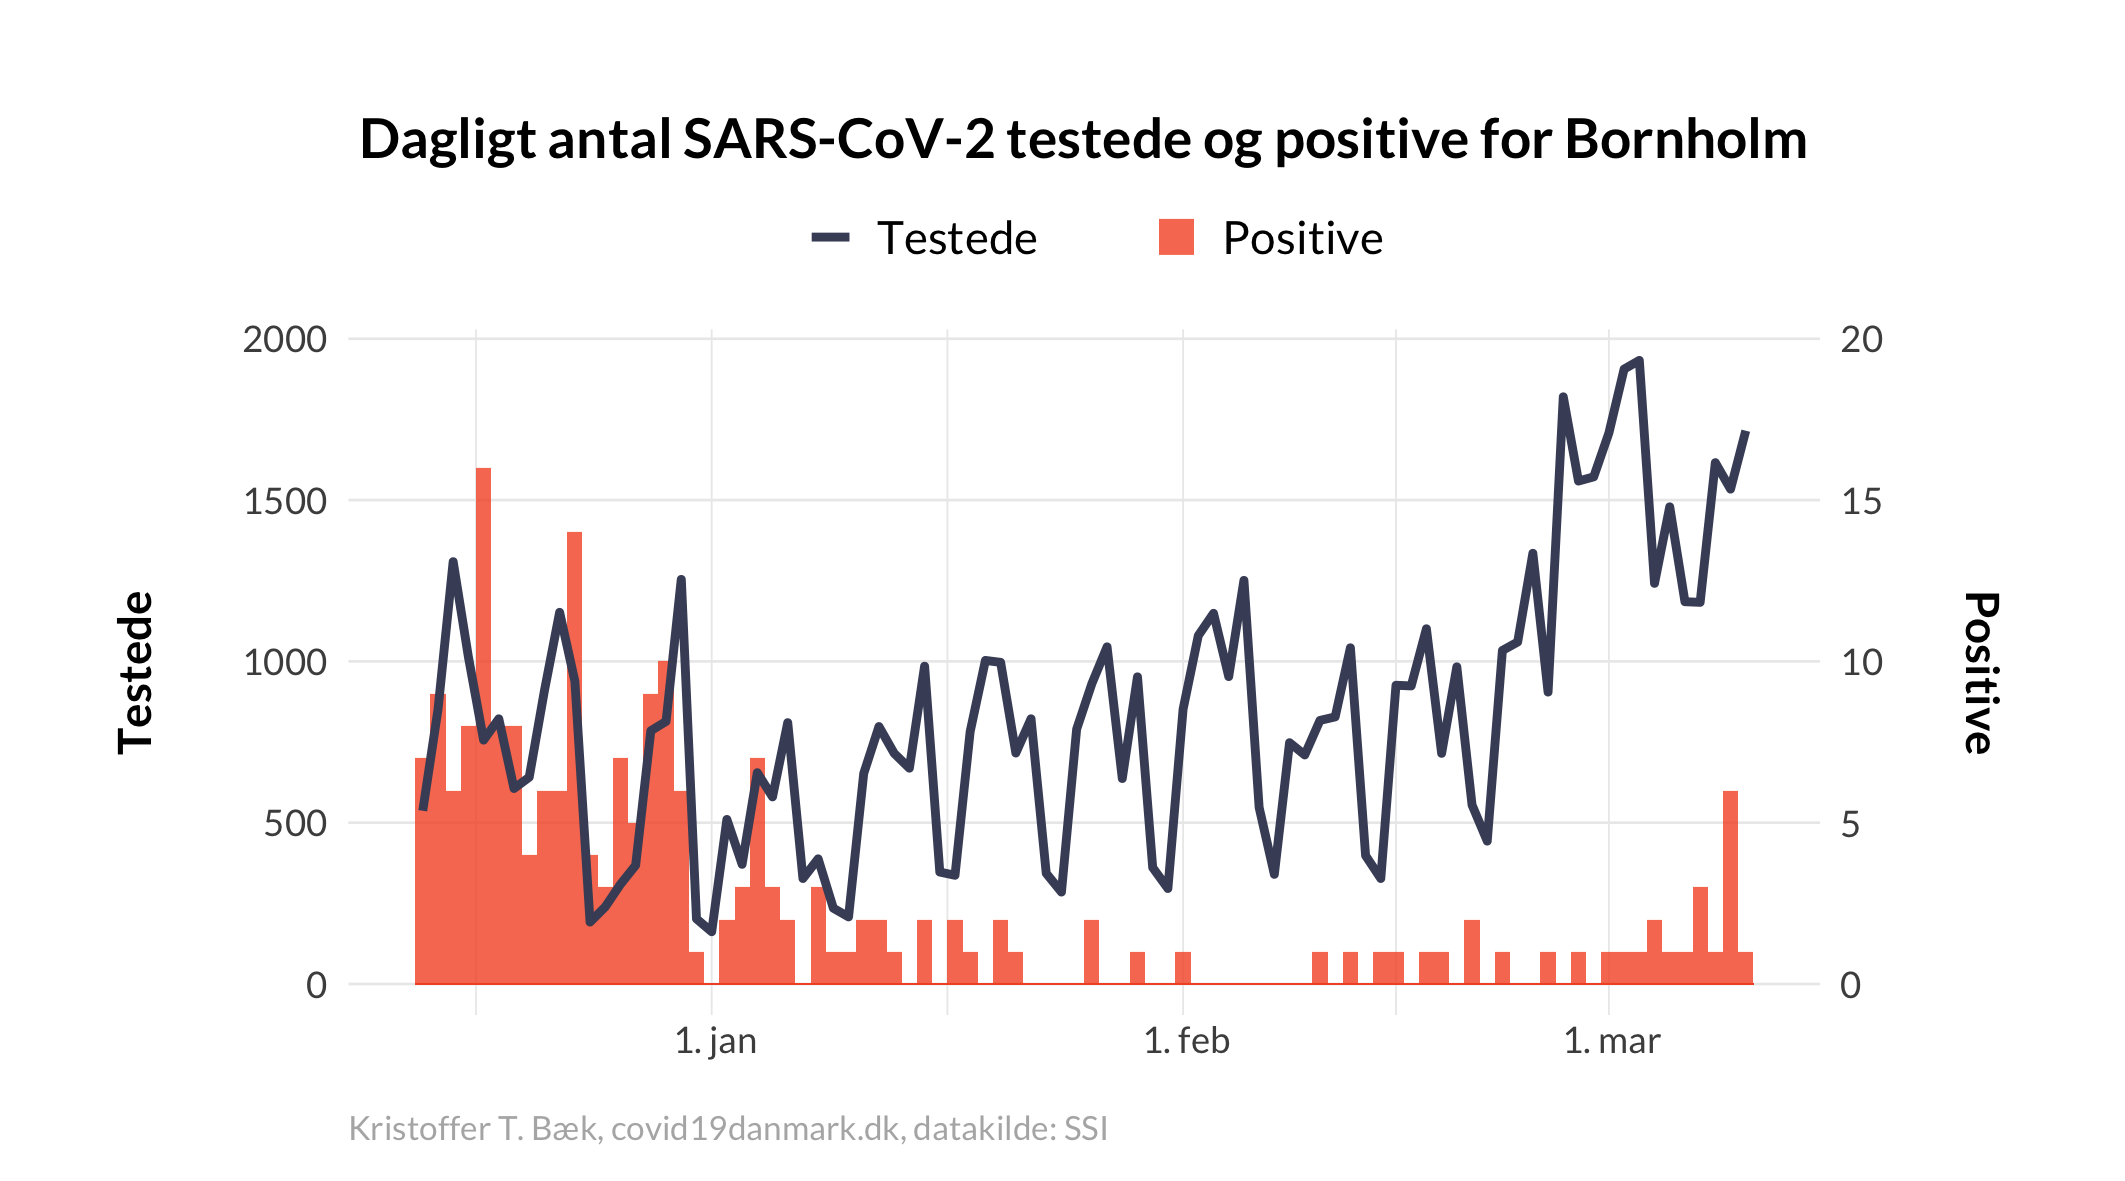 Dagligt antal SARS-CoV-2 testede og positive for Bornholm
Testede
Positive
2000
1500
1000
500
0
20
15
10
5
0
Testede
Positive
1. jan
1. feb
1. mar
Kristoffer T. Bæk, covid19danmark.dk, datakilde: SSI